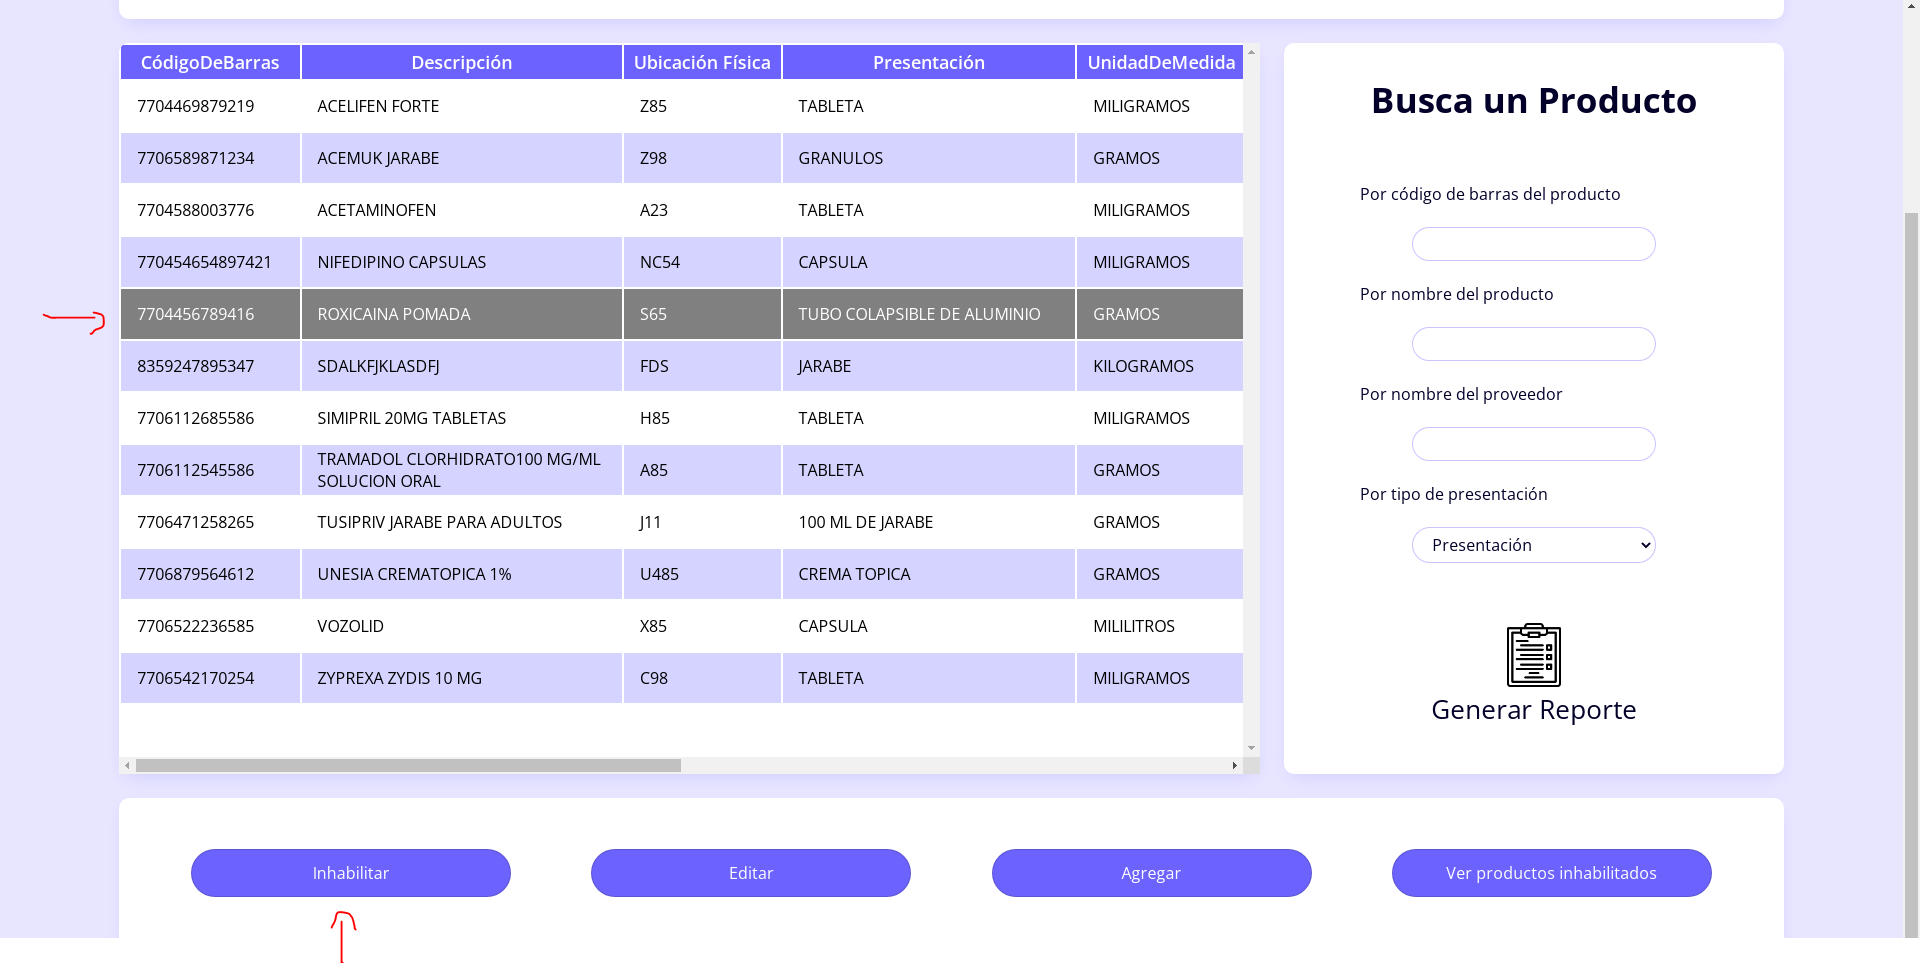 CódigoDeBarras Descripción Ubicación Física Presentación UnidadDeMedida
7704469879219 ACELIFEN FORTE Z85 TABLETA MILIGRAMOS
7706589871234 ACEMUK JARABE Z98 GRANULOS GRAMOS
7704588003776 ACETAMINOFEN A23 TABLETA MILIGRAMOS
770454654897421 NIFEDIPINO CAPSULAS NC54 CAPSULA MILIGRAMOS
7704456789416 ROXICAINA POMADA S65 TUBO COLAPSIBLE DE ALUMINIO GRAMOS
8359247895347 SDALKFJKLASDFJ FDS JARABE KILOGRAMOS
7706112685586 SIMIPRIL 20MG TABLETAS H85 TABLETA MILIGRAMOS
7706112545586 TRAMADOL CLORHIDRATO100 MG/ML
SOLUCION ORAL A85 TABLETA GRAMOS
7706471258265 TUSIPRIV JARABE PARA ADULTOS J11 100 ML DE JARABE GRAMOS
7706879564612 UNESIA CREMATOPICA 1% U485 CREMA TOPICA GRAMOS
7706522236585 VOZOLID X85 CAPSULA MILILITROS
7706542170254 ZYPREXA ZYDIS 10 MG C98 TABLETA MILIGRAMOS
Busca un Producto
Por código de barras del producto
Por nombre del producto
Por nombre del proveedor
Por tipo de presentación
Presentación
Generar Reporte
Inhabilitar Editar Agregar Ver productos inhabilitados